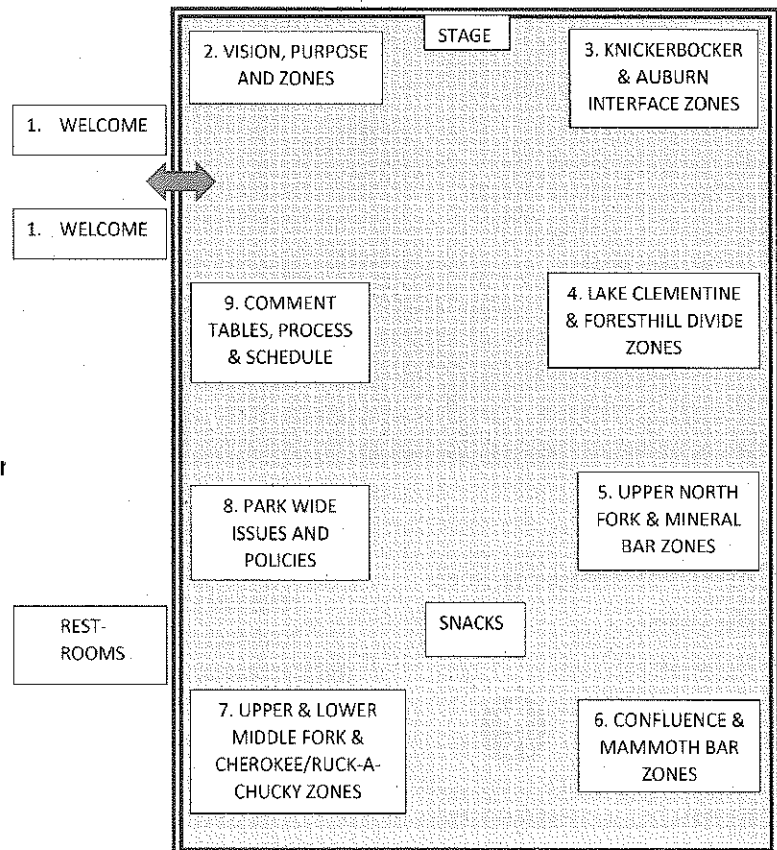 STAGE
2. VISION, PURPOSE
AND ZONES
3. KNICKERBOCKER
& AUBURN
INTERFACE ZONES
1. WELCOME
1. WELCOME
9. COMMENT
TABLES, PROCESS
& SCHEDULE
4. LAKE CLEMENTINE
& FORESTHILL DIVIDE
ZONES
r
8. PARK WIDE
ISSUES AND
POLICIES
5. UPPER NORTH
FORK & MINERAL
BAR ZONES
REST-
ROOMS
SNACKS
7. UPPER & LOWER
MIDDLE FORK &
CHEROKEE/RUCK-A-
CHUCKY ZONES
6. CONFLUENCE &
MAMMOTH BAR
ZONES